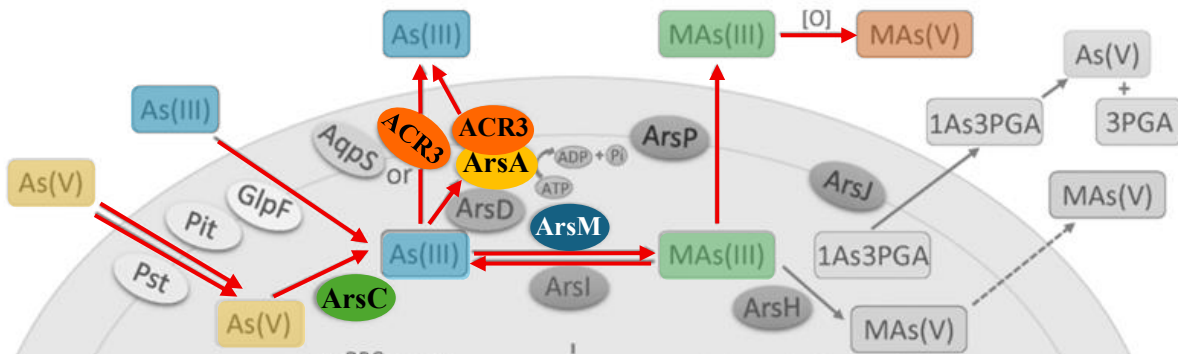 As(III)
MAs(III)
[O]
MAs(V)
As(V)
+
3PGA
1As3PGA
As(III)
ACR3
ACR3
ArsP
AqpS
or
ArsA
ADP + Pi
ATP
ArsJ
As(V)
GlpF
ArsD
MAs(V)
Pit
ArsM
As(III)
MAs(III)
1As3PGA
Pst
ArsC
ArsI
ArsH
As(V)
MAs(V)